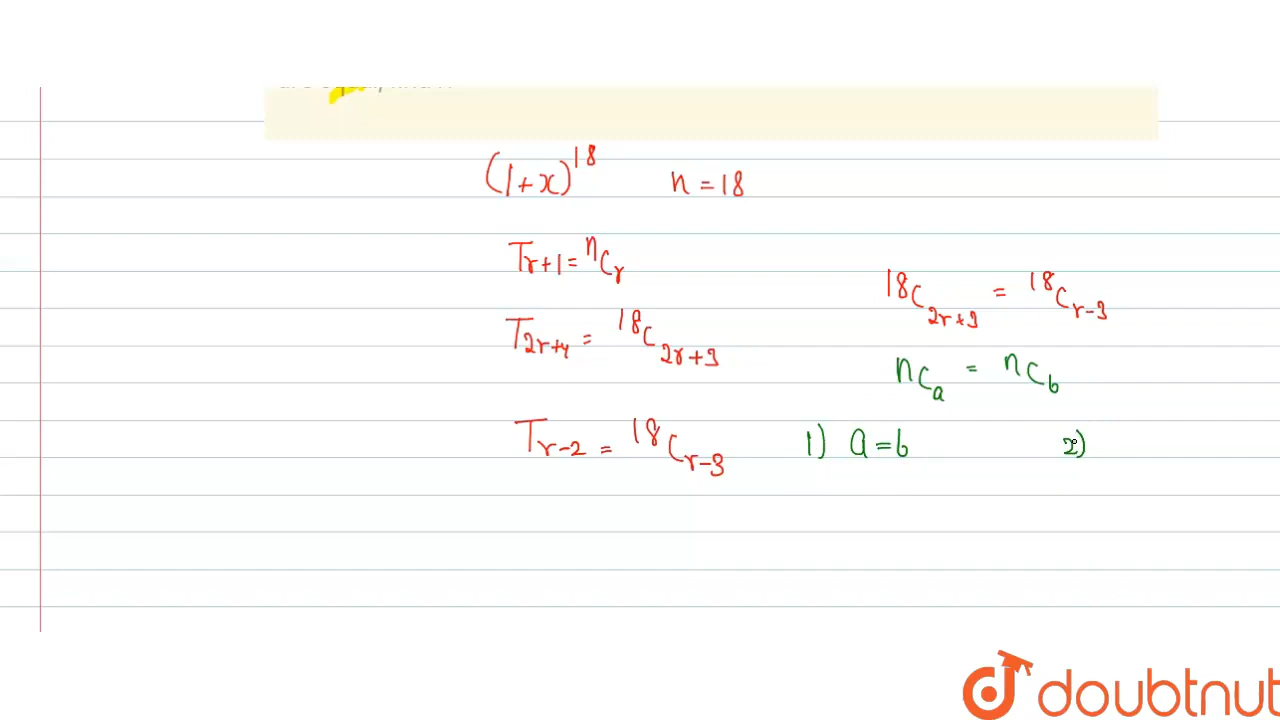 (1+x)^18 n = 18
T_{r+1} = ^nC_r
^18C_{2r+3} = ^18C_{r-3}
T_{2r+4} = ^18C_{2r+3}
^nC_a = ^nC_b
T_{r-2} = ^18C_{r-3} 1) a = b 2)
doubtnut